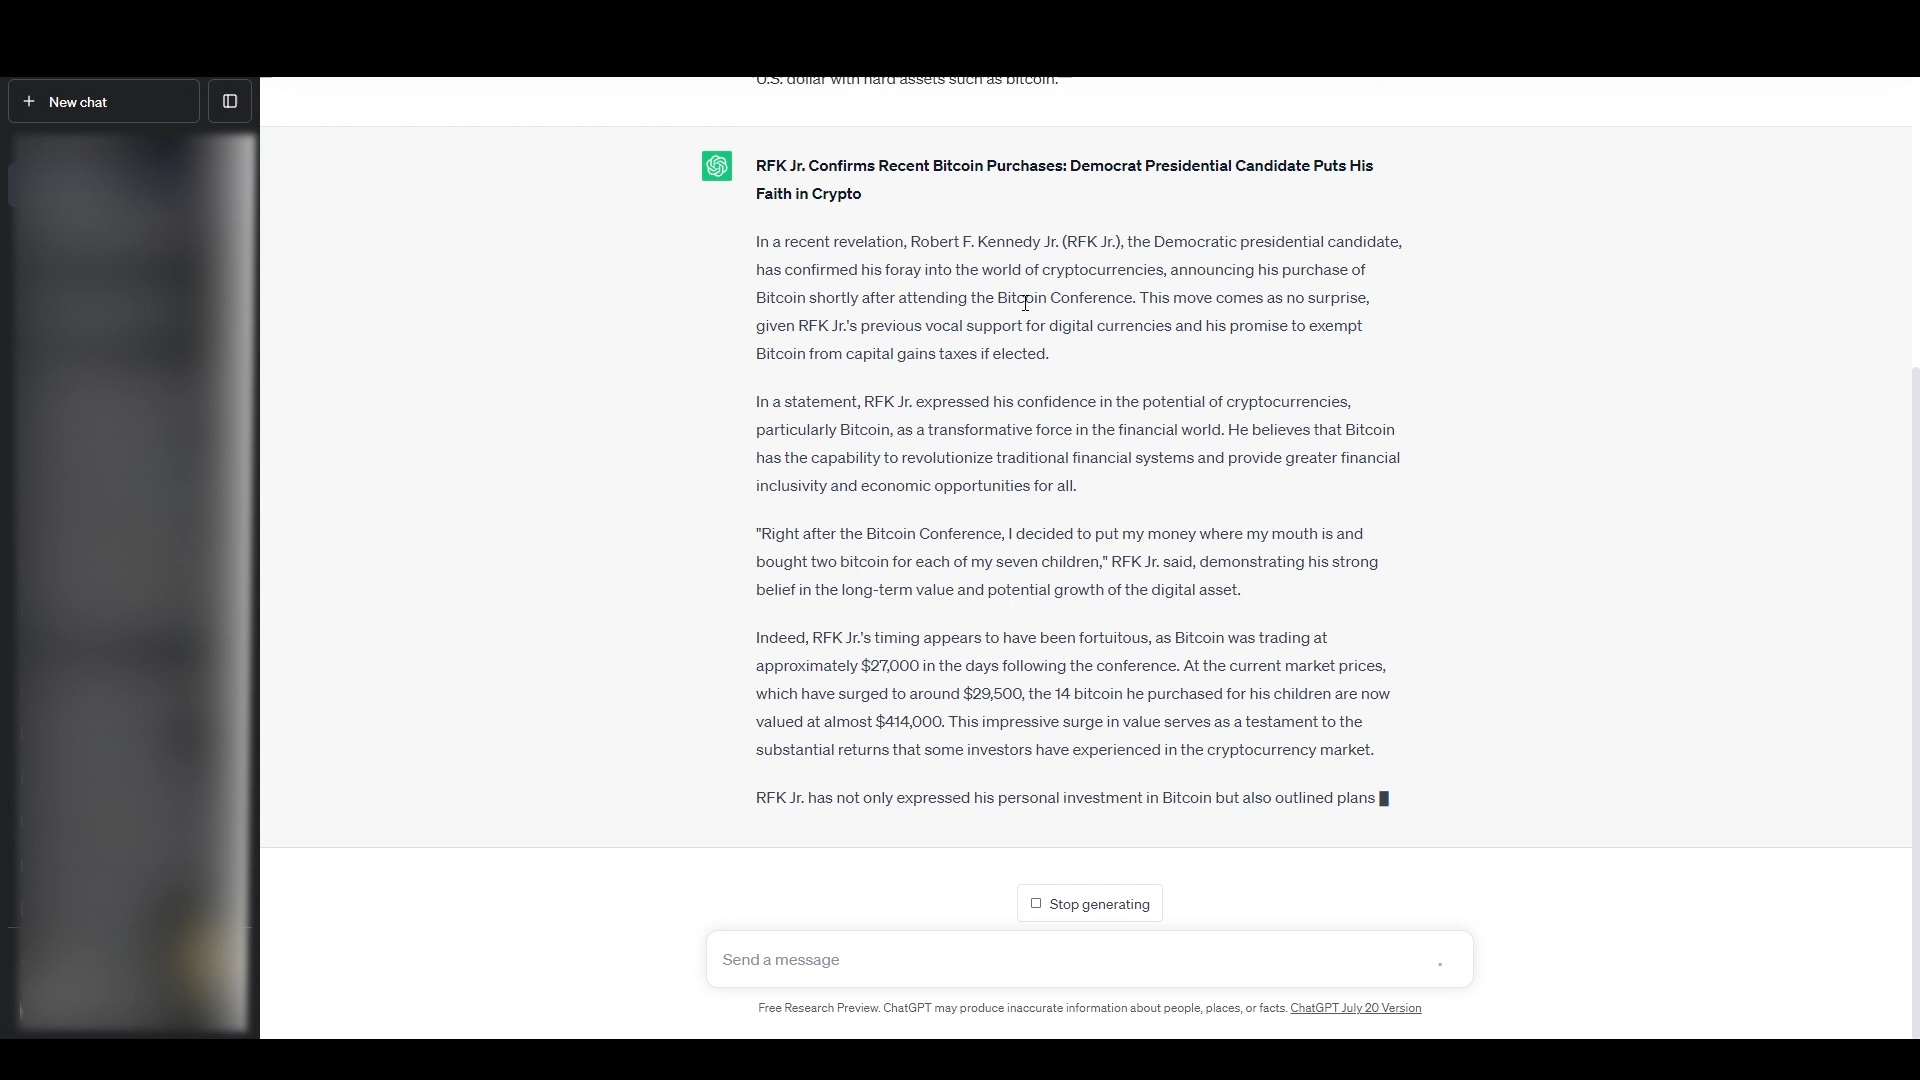 New chat
U.S. dollar with hard assets such as bitcoin.
RFK Jr. Confirms Recent Bitcoin Purchases: Democrat Presidential Candidate Puts His
Faith in Crypto
In a recent revelation, Robert F. Kennedy Jr. (RFK Jr.), the Democratic presidential candidate,
has confirmed his foray into the world of cryptocurrencies, announcing his purchase of
Bitcoin shortly after attending the Bitcoin Conference. This move comes as no surprise,
given RFK Jr.'s previous vocal support for digital currencies and his promise to exempt
Bitcoin from capital gains taxes if elected.
In a statement, RFK Jr. expressed his confidence in the potential of cryptocurrencies,
particularly Bitcoin, as a transformative force in the financial world. He believes that Bitcoin
has the capability to revolutionize traditional financial systems and provide greater financial
inclusivity and economic opportunities for all.
"Right after the Bitcoin Conference, I decided to put my money where my mouth is and
bought two bitcoin for each of my seven children," RFK Jr. said, demonstrating his strong
belief in the long-term value and potential growth of the digital asset.
Indeed, RFK Jr.'s timing appears to have been fortuitous, as Bitcoin was trading at
approximately $27,000 in the days following the conference. At the current market prices,
which have surged to around $29,500, the 14 bitcoin he purchased for his children are now
valued at almost $414,000. This impressive surge in value serves as a testament to the
substantial returns that some investors have experienced in the cryptocurrency market.
RFK Jr. has not only expressed his personal investment in Bitcoin but also outlined plans
Stop generating
Send a message
Free Research Preview. ChatGPT may produce inaccurate information about people, places, or facts. ChatGPT July 20 Version